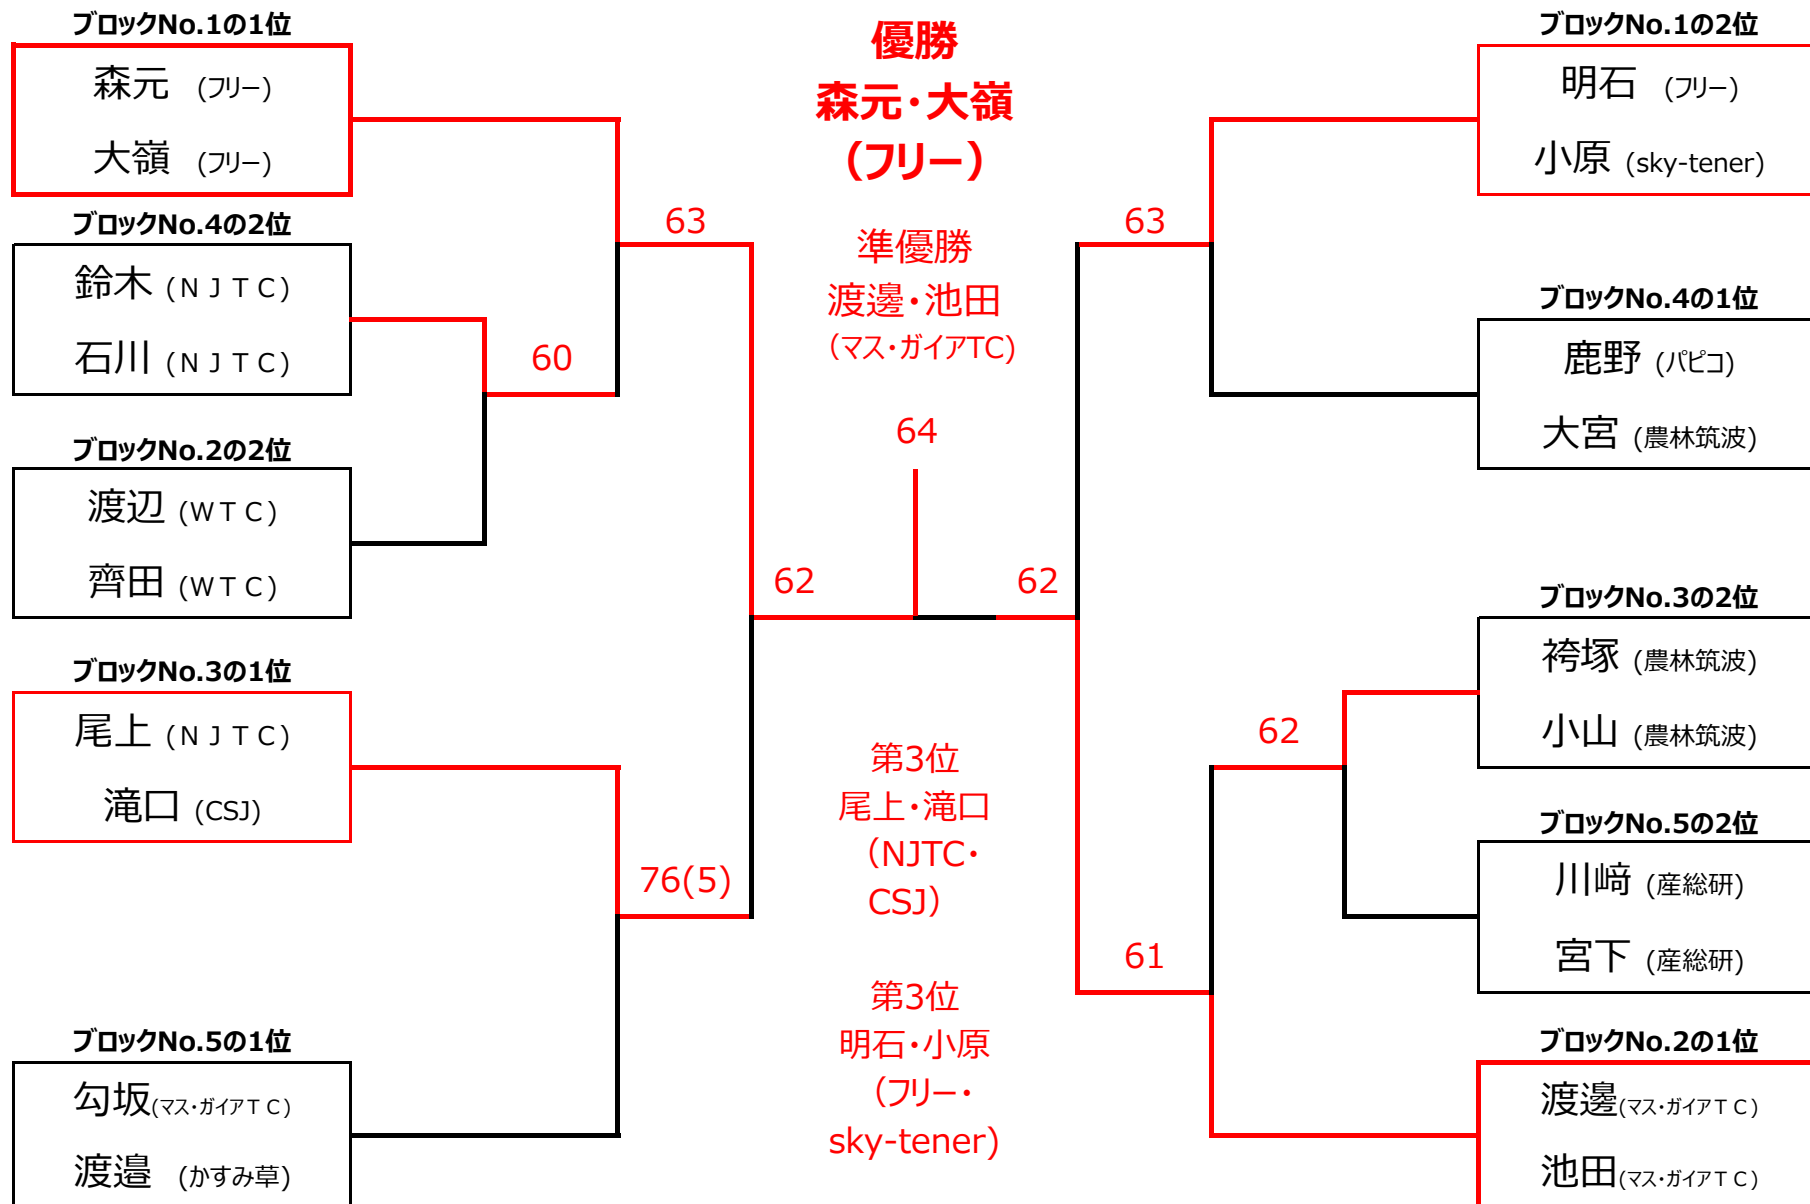 ブロックNo.1の1位
森元 (フリー)
大嶺 (フリー)
ブロックNo.4の2位
鈴木 (ＮＪＴＣ)
石川 (ＮＪＴＣ)
ブロックNo.2の2位
渡辺 (ＷＴＣ)
齊田 (ＷＴＣ)
ブロックNo.3の1位
尾上 (ＮＪＴＣ)
滝口 (CSJ)
ブロックNo.5の1位
勾坂(マス・ガイアＴＣ)
渡邉 (かすみ草)
63
60
62
76(5)
優勝
森元・大嶺
(フリー)
準優勝
渡邊・池田
(マス・ガイアTC)
64
第3位
尾上・滝口
(NJTC・
CSJ)
第3位
明石・小原
(フリー・
sky-tener)
63
62
62
61
ブロックNo.1の2位
明石 (フリー)
小原 (sky-tener)
ブロックNo.4の1位
鹿野 (パピコ)
大宮 (農林筑波)
ブロックNo.3の2位
袴塚 (農林筑波)
小山 (農林筑波)
ブロックNo.5の2位
川﨑 (産総研)
宮下 (産総研)
ブロックNo.2の1位
渡邊(マス・ガイアＴＣ)
池田(マス・ガイアＴＣ)